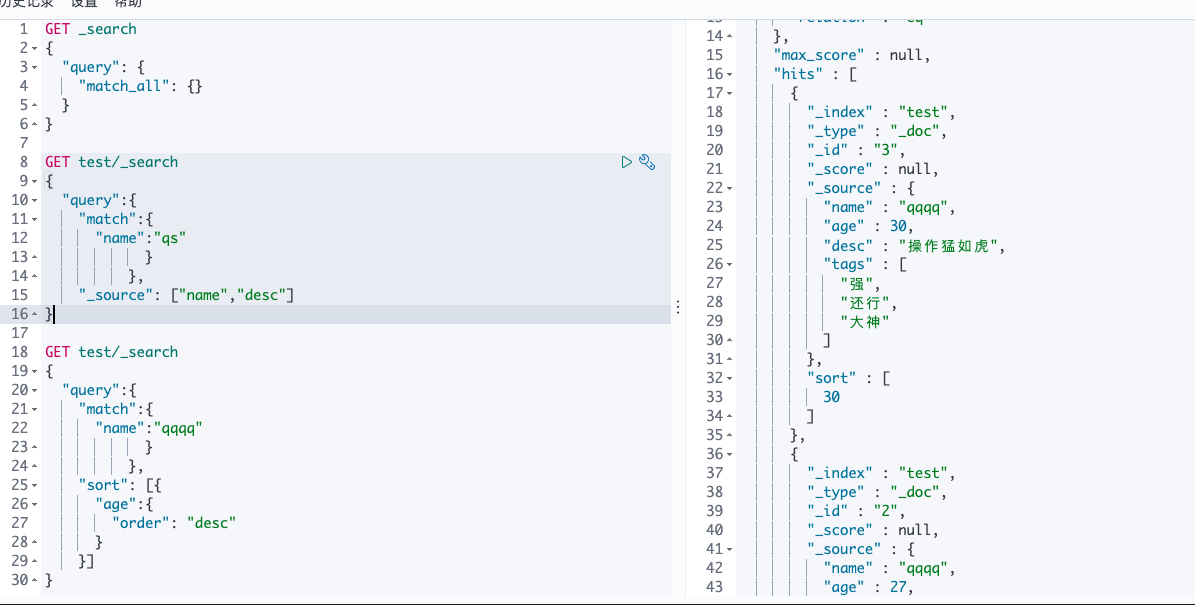 历史记录 设置 帮助
1 GET _search
2 {
3 "query": {
4 "match_all": {}
5 }
6 }
7
8 GET test/_search
9 {
10 "query":{
11 "match":{
12 "name":"qs"
13 }
14 },
15 "_source": ["name","desc"]
16 }
17
18 GET test/_search
19 {
20 "query":{
21 "match":{
22 "name":"qqqq"
23 }
24 },
25 "sort": [{
26 "age":{
27 "order": "desc"
28 }
29 }]
30 }
13 "relation" : "eq"
14 },
15 "max_score" : null,
16 "hits" : [
17 {
18 "_index" : "test",
19 "_type" : "_doc",
20 "_id" : "3",
21 "_score" : null,
22 "_source" : {
23 "name" : "qqqq",
24 "age" : 30,
25 "desc" : "操作猛如虎",
26 "tags" : [
27 "强",
28 "还行",
29 "大神"
30 ]
31 },
32 "sort" : [
33 30
34 ]
35 },
36 {
37 "_index" : "test",
38 "_type" : "_doc",
39 "_id" : "2",
40 "_score" : null,
41 "_source" : {
42 "name" : "qqqq",
43 "age" : 27,